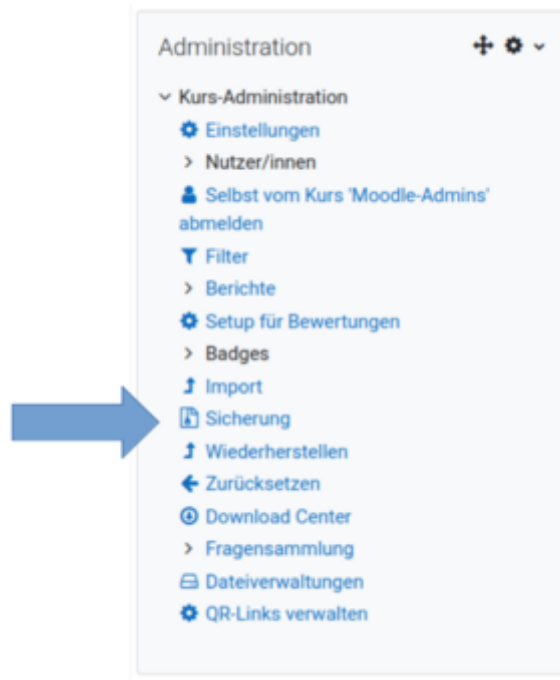 Administration
Kurs-Administration
Einstellungen
Nutzer/innen
Selbst vom Kurs 'Moodle-Admins'
abmelden
Filter
Berichte
Setup für Bewertungen
Badges
Import
Sicherung
Wiederherstellen
Zurücksetzen
Download Center
Fragensammlung
Dateiverwaltungen
QR-Links verwalten